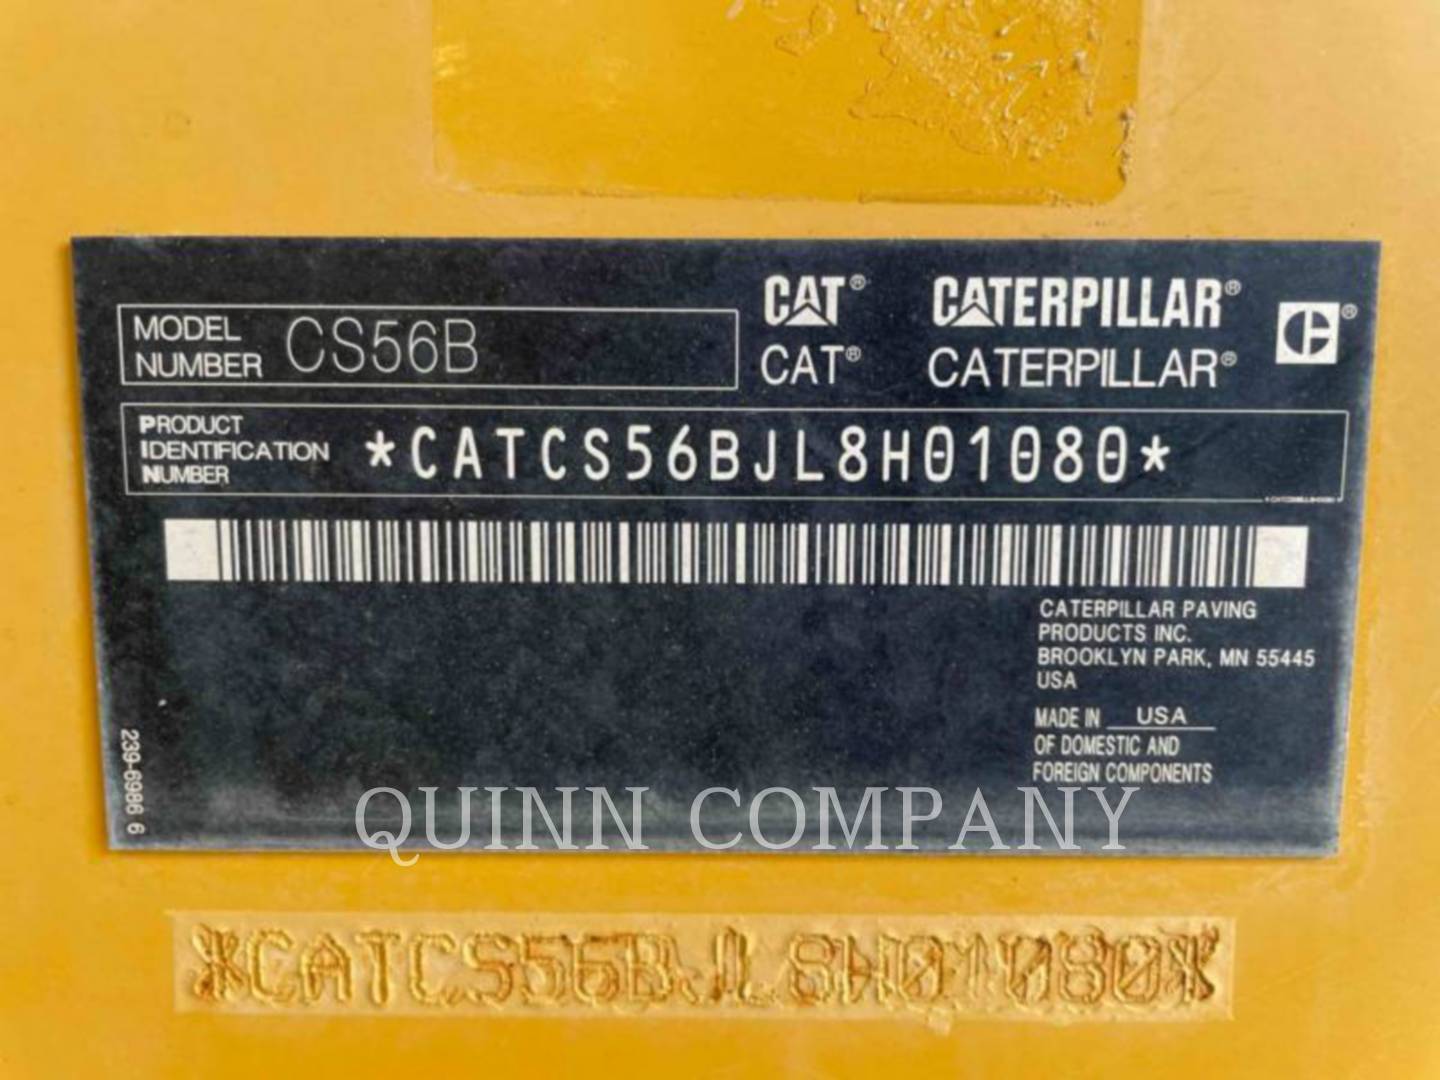 CAT® CATERPILLAR®
MODEL NUMBER CS56B
CAT® CATERPILLAR®
PRODUCT IDENTIFICATION NUMBER *CATCS56BJL8H01080*
CATERPILLAR PAVING
PRODUCTS INC.
BROOKLYN PARK, MN 55445
USA
MADE IN USA
OF DOMESTIC AND
FOREIGN COMPONENTS
239-6986 6
QUINN COMPANY
*CATCS56BJL8H01080*